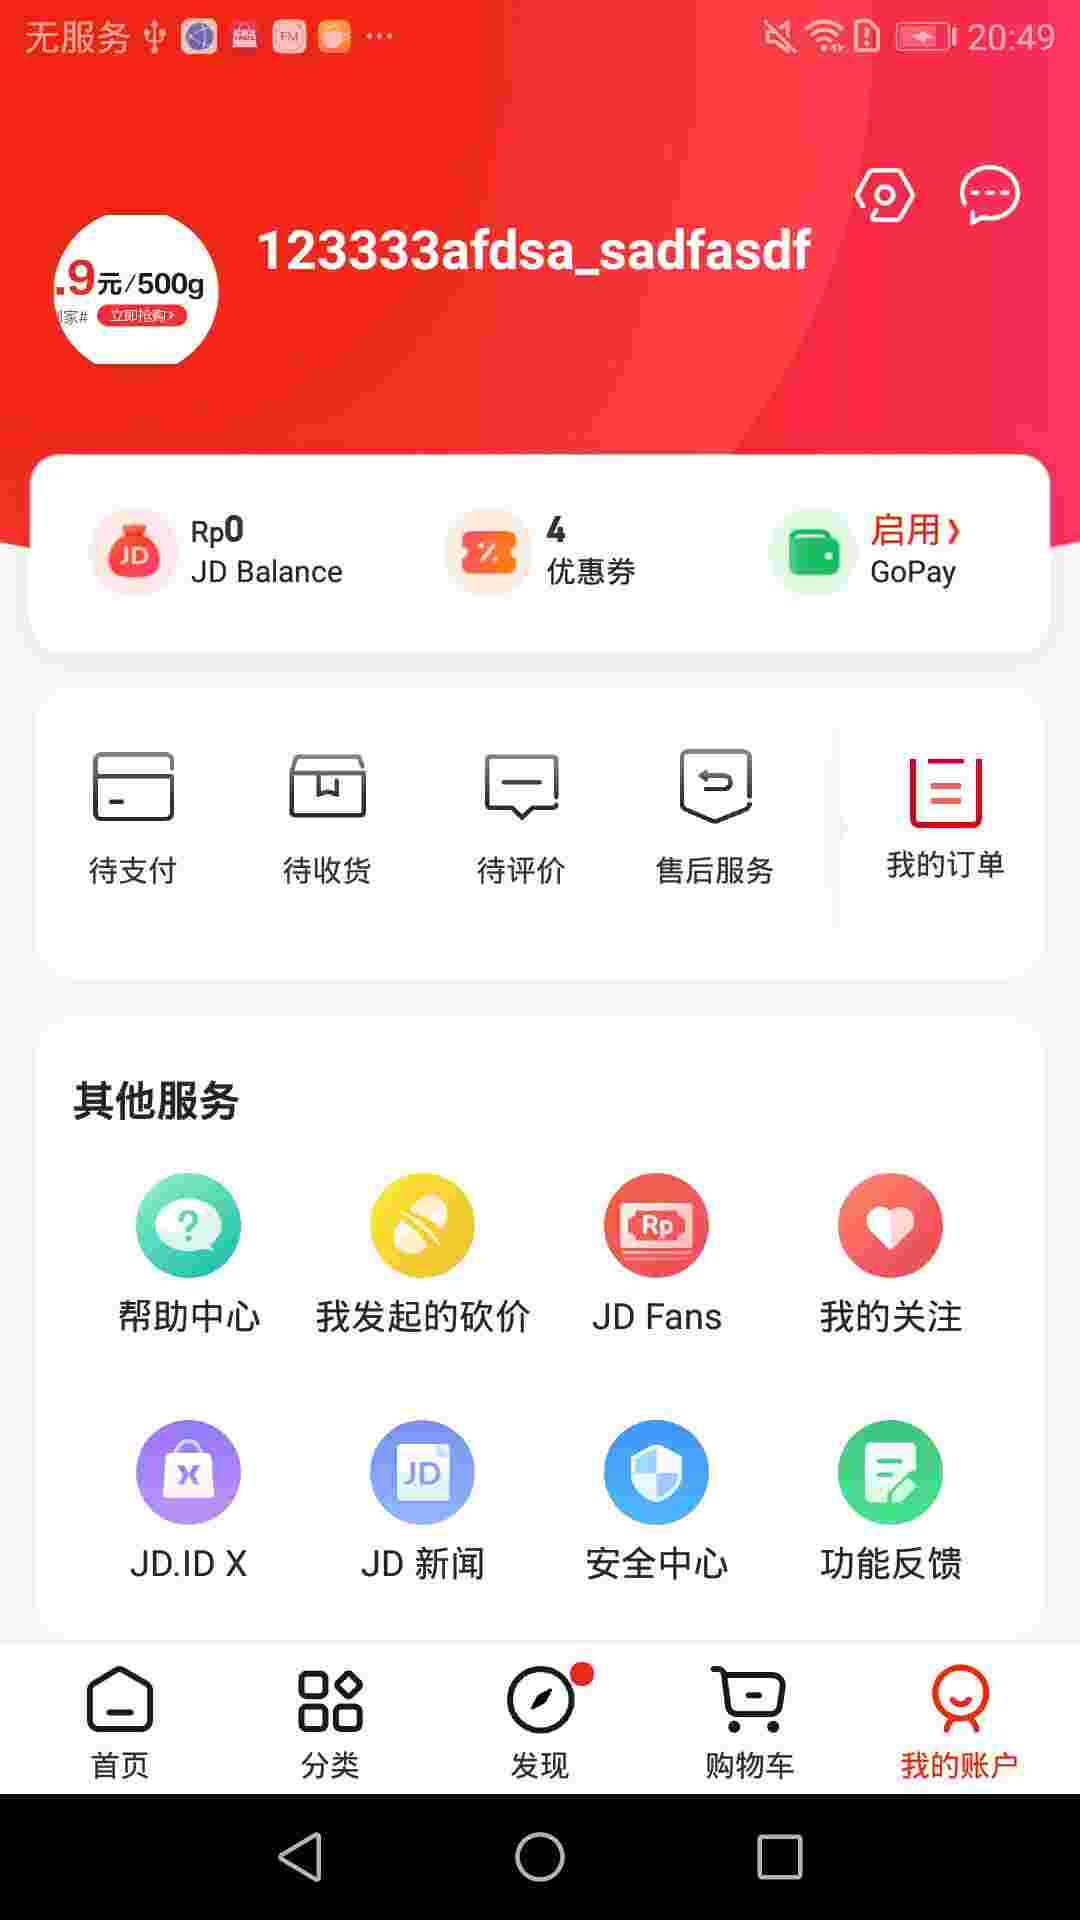 无服务 20:49
123333afdsa_sadfasdf
.9元/500g
家# 立即抢购>
Rp0
JD Balance
4
优惠券
启用
GoPay
JD
待支付
待收货
待评价
售后服务
我的订单
其他服务
?
Rp
帮助中心
我发起的砍价
JD Fans
我的关注
X
JD
JD.ID X
JD 新闻
安全中心
功能反馈
首页
分类
发现
购物车
我的账户